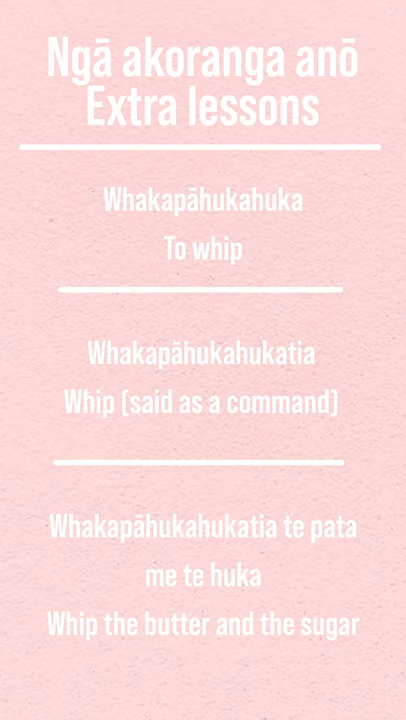 Ngā akoranga anō
Extra lessons
Whakapāhukahuka
To whip
Whakapāhukahukatia
Whip (said as a command)
Whakapāhukahukatia te pata
me te huka
Whip the butter and the sugar